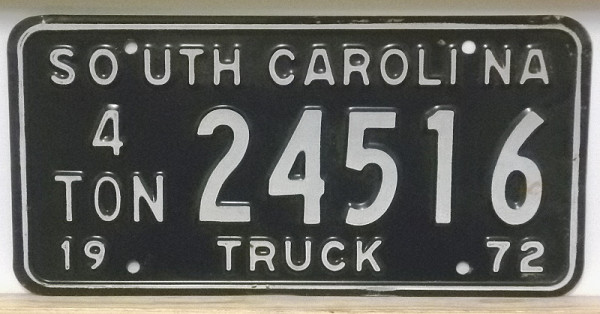 SOUTH CAROLINA
4 TON 24516
19 TRUCK 72